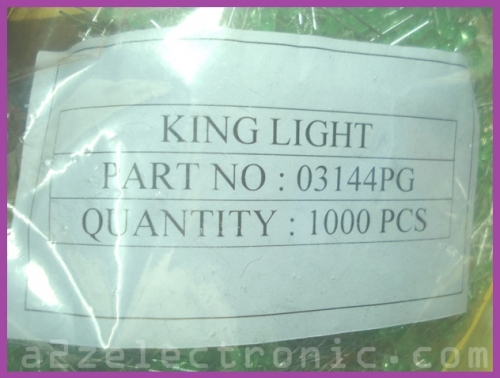 KING LIGHT
PART NO : 03144PG
QUANTITY : 1000 PCS
a2zelectronic.com